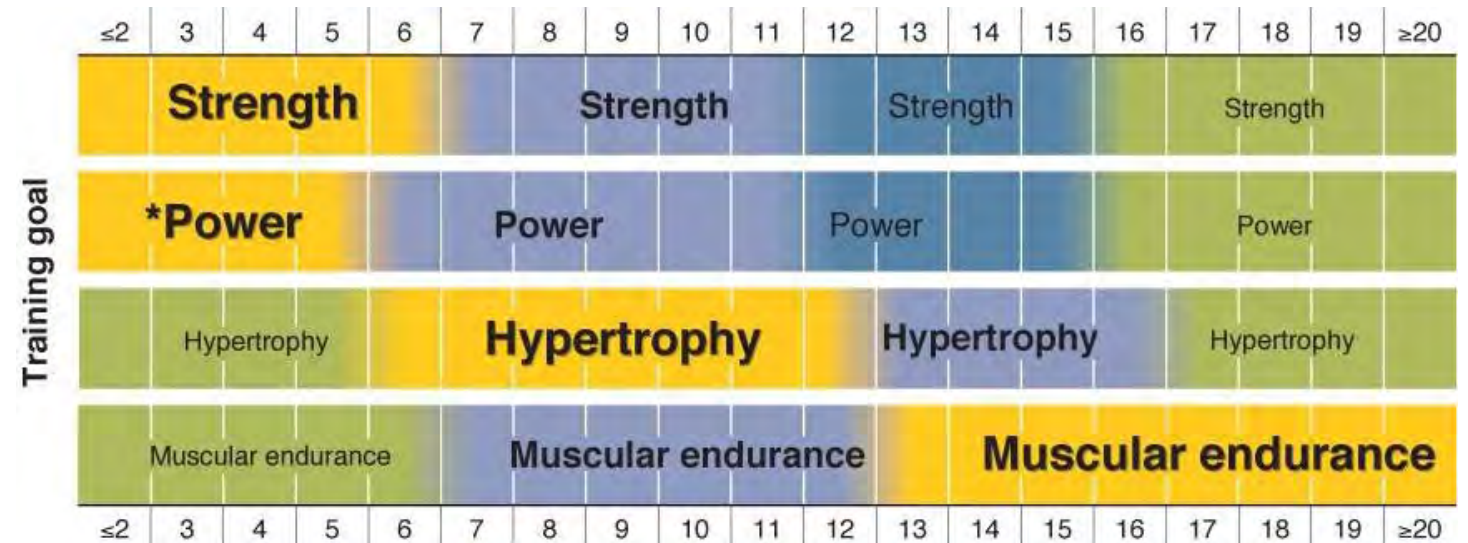 ≤2 3 4 5 6 7 8 9 10 11 12 13 14 15 16 17 18 19 ≥20
Training goal
Strength Strength Strength Strength
*Power Power Power Power
Hypertrophy Hypertrophy Hypertrophy Hypertrophy
Muscular endurance Muscular endurance Muscular endurance
≤2 3 4 5 6 7 8 9 10 11 12 13 14 15 16 17 18 19 ≥20